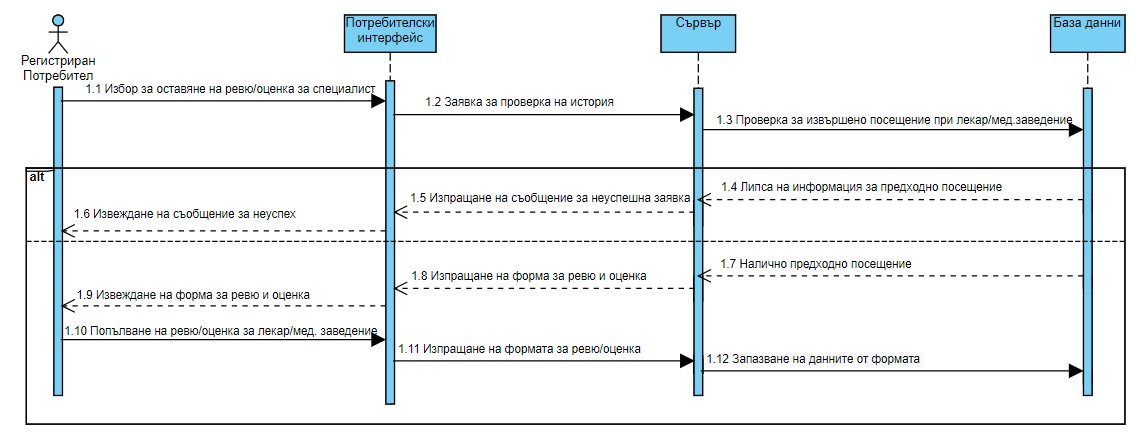 Регистриран
Потребител
Потребителски
интерфейс
Сървър
База данни
1.1 Избор за оставяне на ревю/оценка за специалист
1.2 Заявка за проверка на история
1.3 Проверка за извършено посещение при лекар/мед.заведение
alt
1.4 Липса на информация за предходно посещение
1.5 Изпращане на съобщение за неуспешна заявка
1.6 Извеждане на съобщение за неуспех
1.7 Налично предходно посещение
1.8 Изпращане на форма за ревю и оценка
1.9 Извеждане на форма за ревю и оценка
1.10 Попълване на ревю/оценка за лекар/мед. заведение
1.11 Изпращане на формата за ревю/оценка
1.12 Запазване на данните от формата